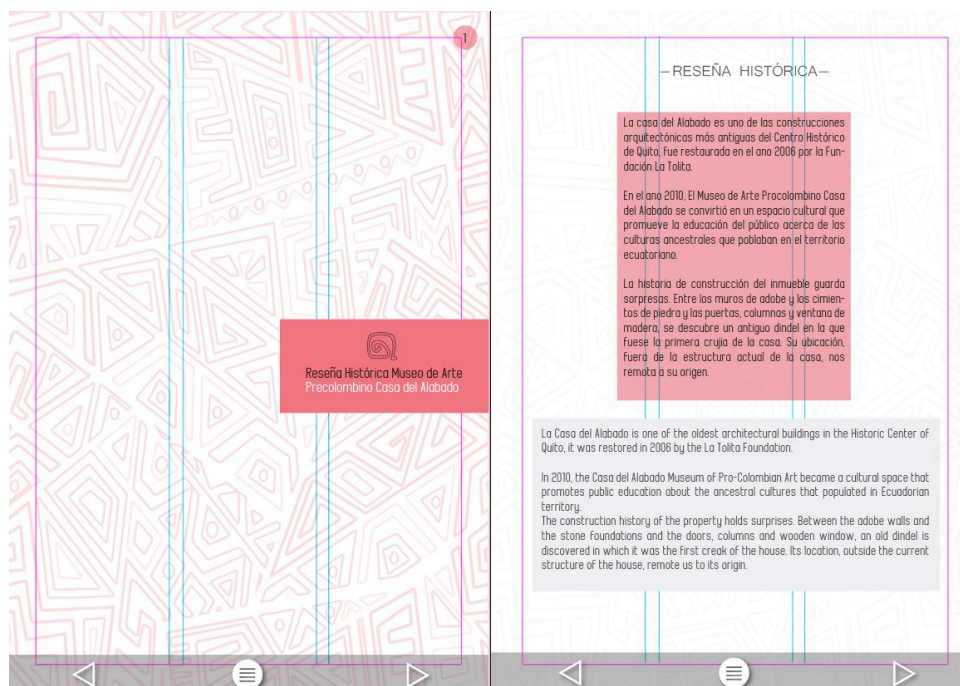 1
Reseña Histórica Museo de Arte
Precolombino Casa del Alabado
—RESEÑA HISTÓRICA—
La casa del Alabado es uno de las construcciones
arquitectónicas más antiguas del Centro Histórico
de Quito, fue restaurada en el ano 2006 por la Fun-
dación La Tolita.
En el ano 2010, El Museo de Arte Procolombino Casa
del Alabado se convirtió en un espacio cultural que
promueve la educación del público acerca de las
culturas ancestrales que poblaban en el territorio
ecuatoriano.
La historia de construcción del inmueble guarda
sorpresas. Entre los muros de adobe y los cimien-
tos de piedra y las puertas, columnas y ventana de
madera, se descubre un antiguo dindel en la que
fuese la primera crujia de la casa. Su ubicación,
fuera de la estructura actual de la casa, nos
remota a su origen.
La Casa del Alabado is one of the oldest architectural buildings in the Historic Center of
Quito, it was restored in 2006 by the La Tolita Foundation.
In 2010, the Casa del Alabado Museum of Pro-Colombian Art became a cultural space that
promotes public education about the ancestral cultures that populated in Ecuadorian
territory.
The construction history of the property holds surprises. Between the adobe walls and
the stone foundations and the doors, columns and wooden window, an old dindel is
discovered in which it was the first creak of the house. Its location, outside the current
structure of the house, remote us to its origin.